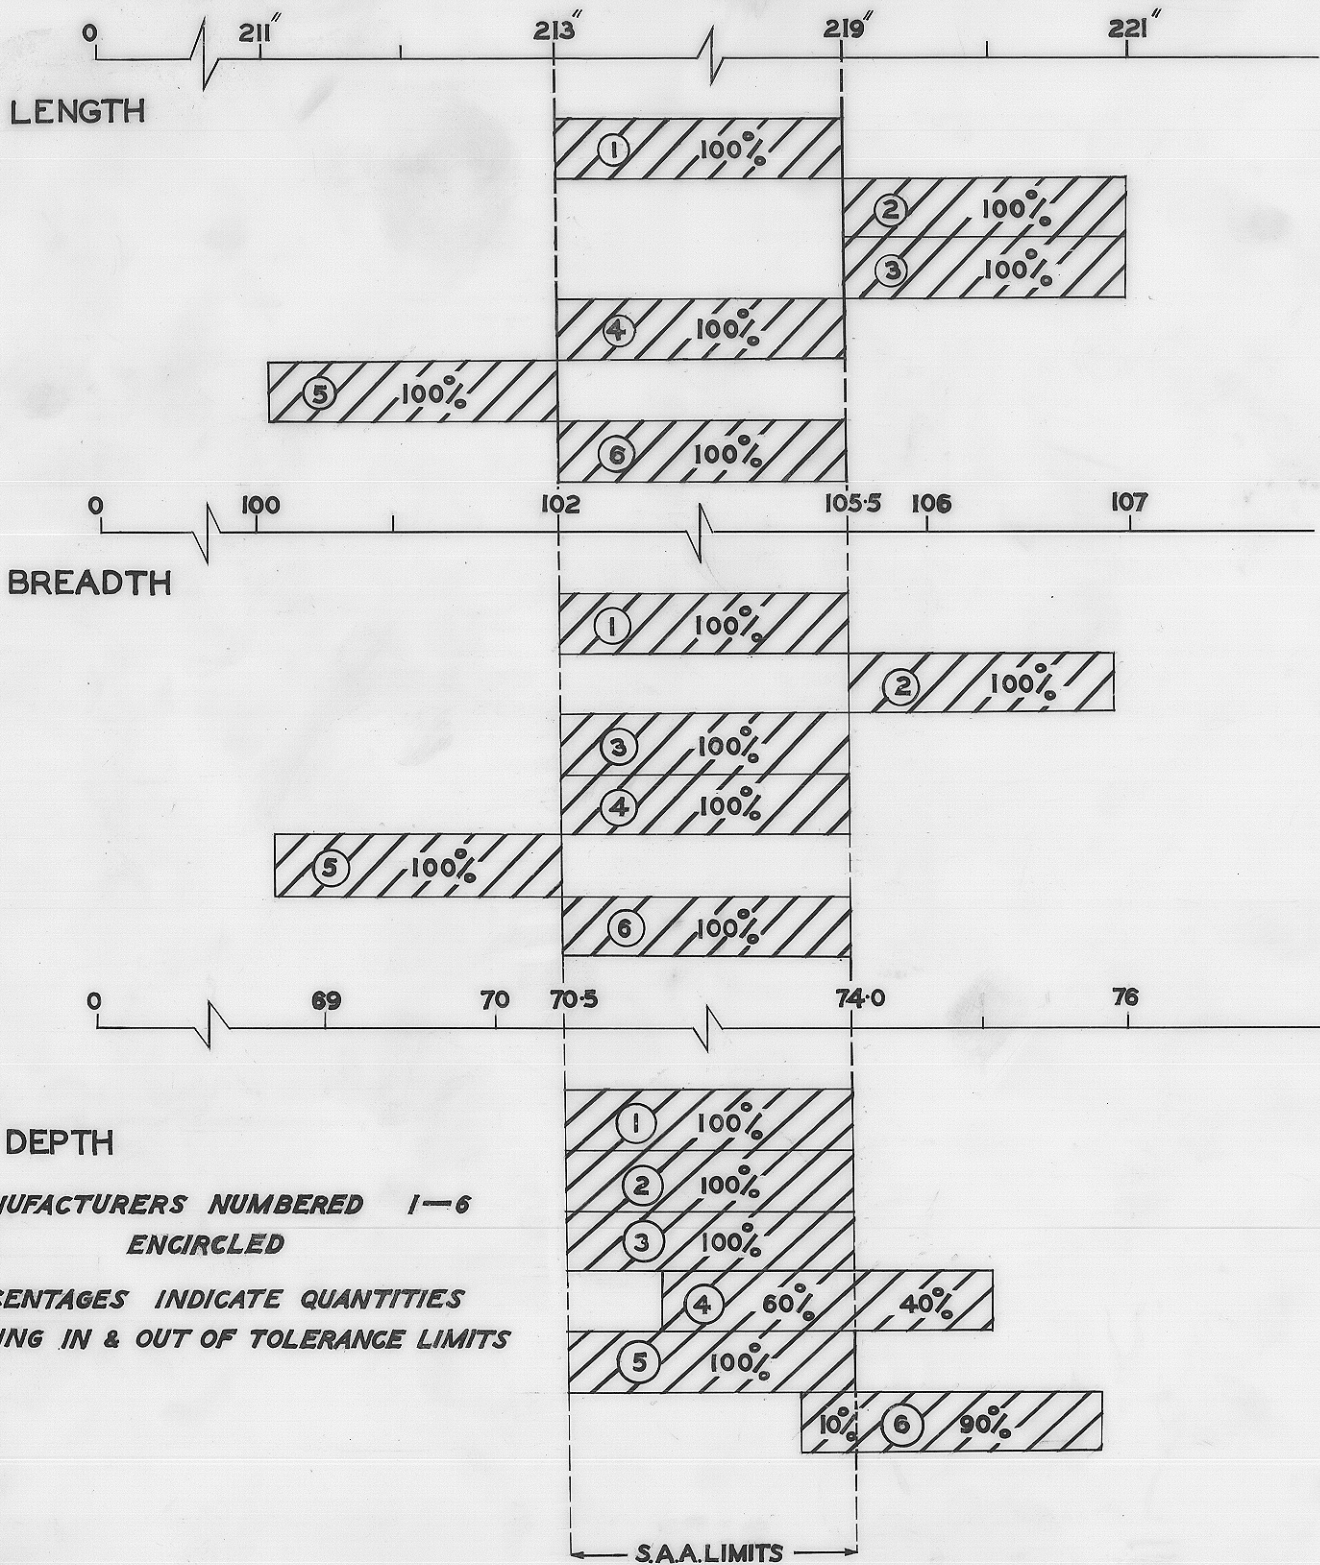 0 211" 213" 219" 221"
LENGTH
1 100%
2 100%
3 100%
4 100%
5 100%
6 100%
0 100 102 105·5 106 107
BREADTH
1 100%
2 100%
3 100%
4 100%
5 100%
6 100%
0 69 70 70·5 74·0 76
DEPTH
1 100%
2 100%
3 100%
4 60% 40%
5 100%
10% 6 90%
NUFACTURERS NUMBERED 1—6
ENCIRCLED
CENTAGES INDICATE QUANTITIES
ING IN & OUT OF TOLERANCE LIMITS
S.A.A. LIMITS